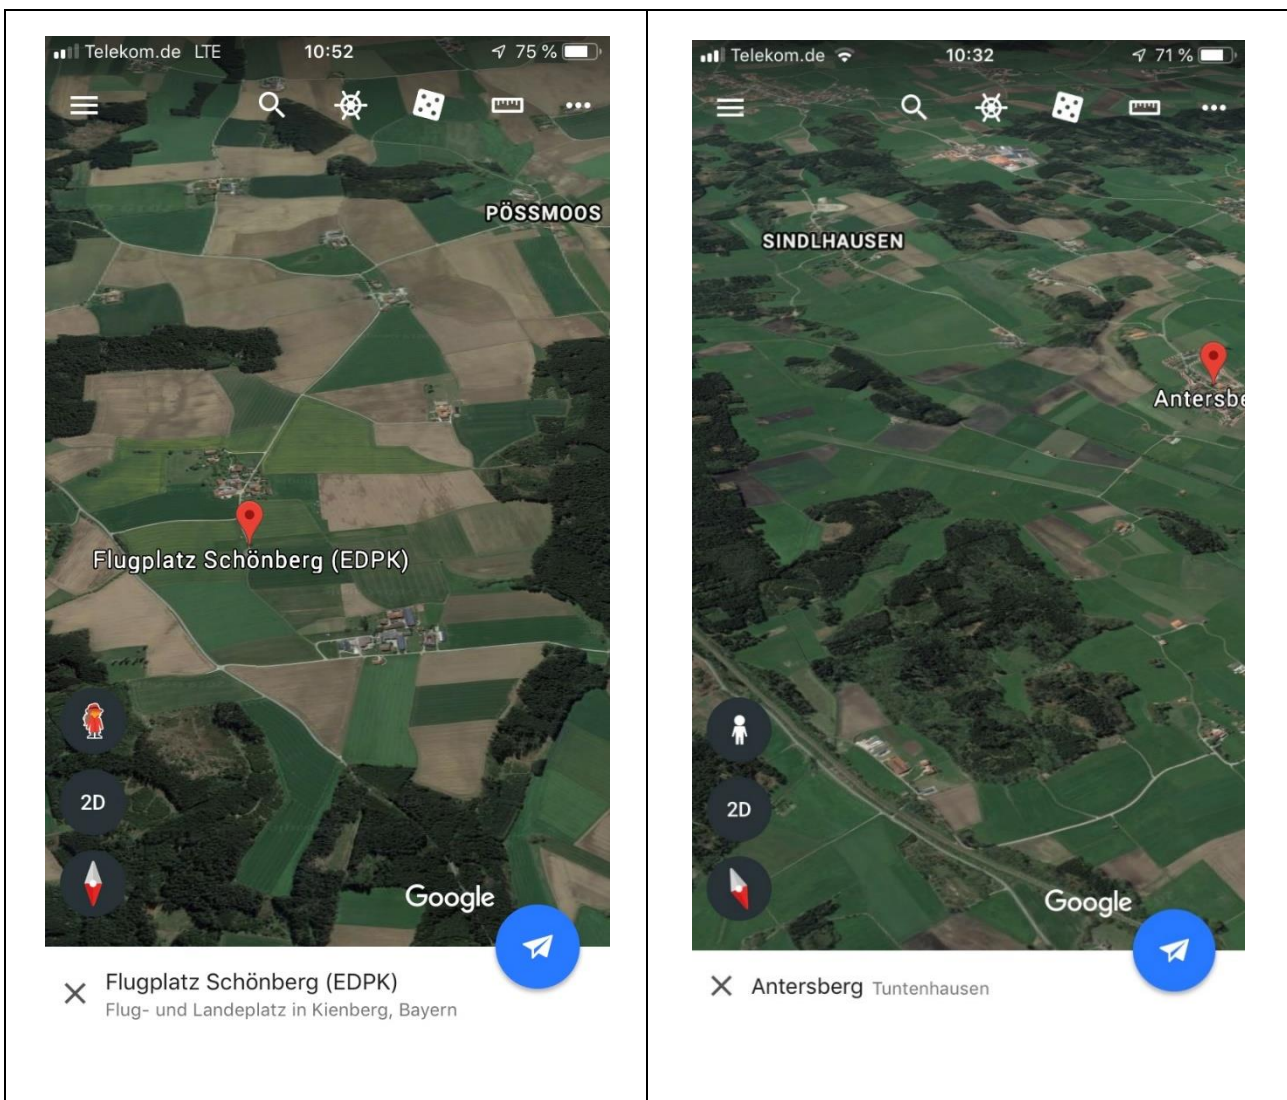 Telekom.de LTE 10:52 75 %
PÖSSMOOS
Flugplatz Schönberg (EDPK)
2D
Google
Flugplatz Schönberg (EDPK)
Flug- und Landeplatz in Kienberg, Bayern
Telekom.de 10:32 71 %
SINDLHAUSEN
Antersbe
2D
Google
Antersberg Tuntenhausen